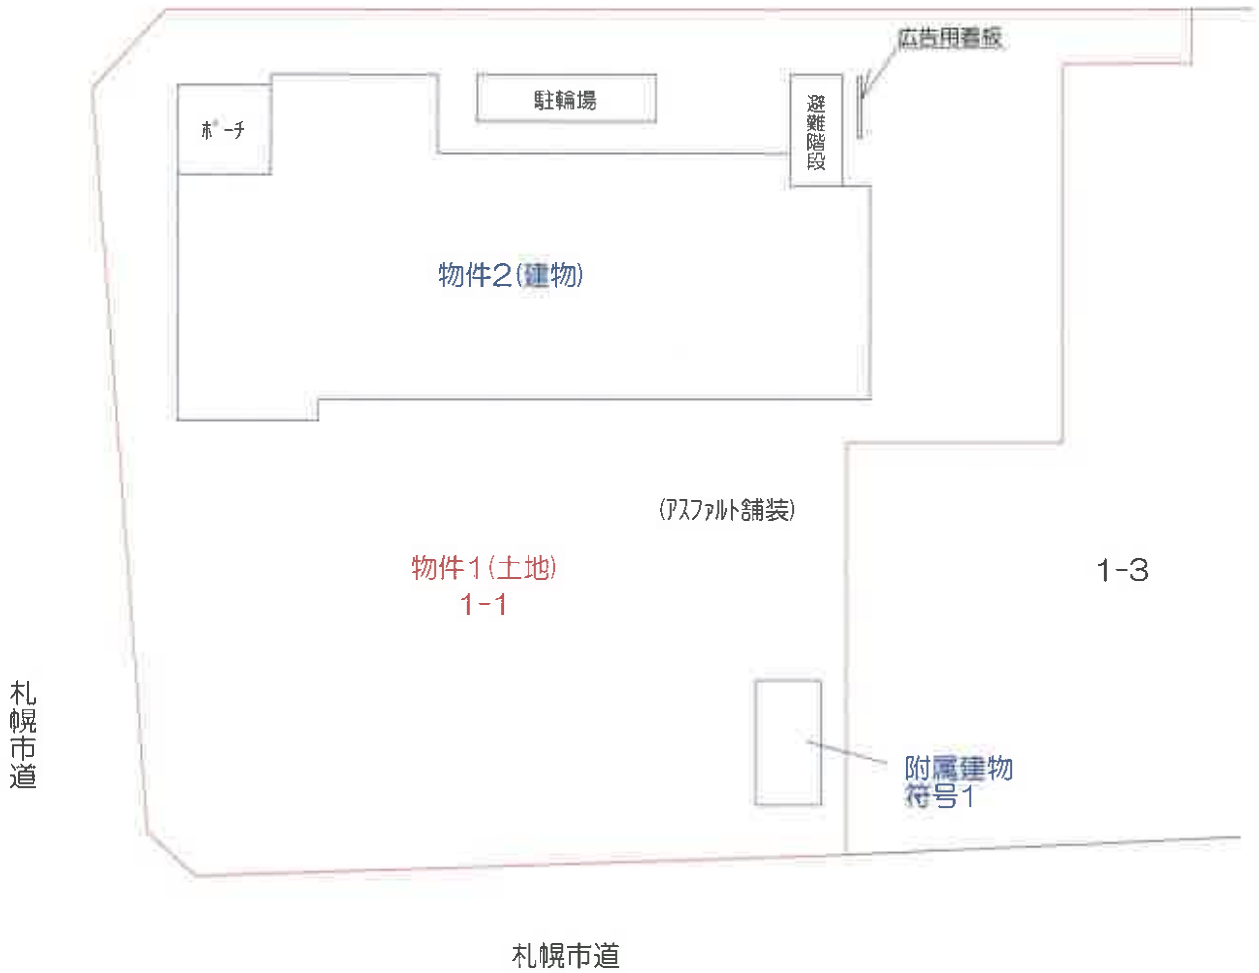 広告用看板
駐輪場
避難階段
ポーチ
物件2(建物)
(アスファルト舗装)
物件1(土地)
1-1
1-3
札幌市道
附属建物
符号1
札幌市道